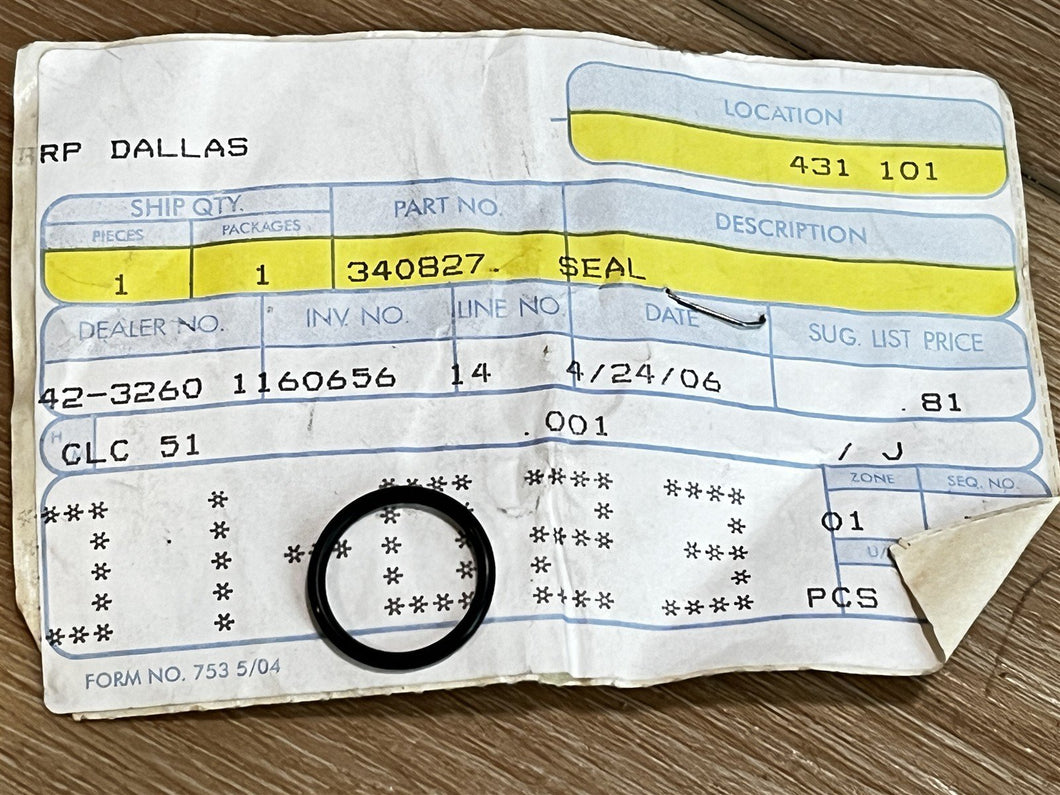 RP DALLAS
LOCATION
431 101
SHIP QTY.
PIECES PACKAGES PART NO. DESCRIPTION
1 1 340827. SEAL
DEALER NO. INV. NO. LINE NO. DATE SUG. LIST PRICE
42-3260 1160656 14 4/24/06 .81
CLC 51 .001 / J
ZONE SEQ. NO.
01
PCS
FORM NO. 753 5/04